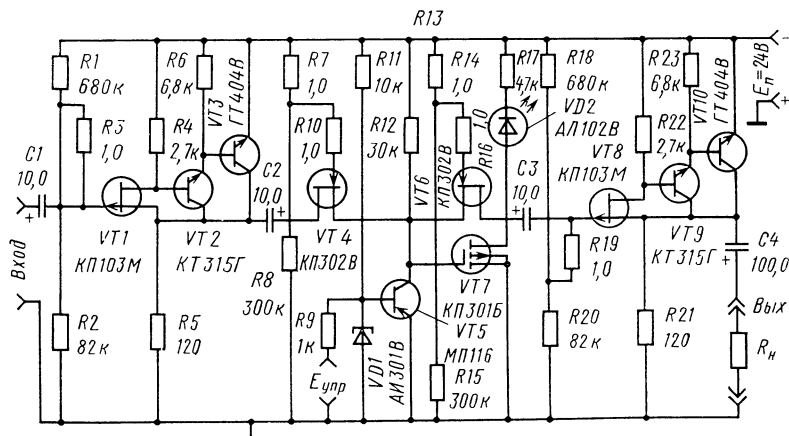 R13
R1
680к
R6
6,8к
VT3
ГТ404В
R7
1,0
R11
10к
R14
1,0
R17
47к
R18
680к
R23
6,8к
VT10
ГТ404В
Eп=24В
−
+
R3
1,0
R4
2,7к
R10
1,0
R12
30к
VT6
КП302В
R16
1,0
VD2
АЛ102В
R22
2,7к
VT8
КП103М
C1
10,0
+
C2
10,0
+
C3
10,0
+
Вход
VT1
КП103М
VT2
КТ315Г
VT4
КП302В
R8
300к
VT7
КП301Б
VT5
МП116
R19
1,0
VT9
КТ315Г
C4
100,0
+
R2
82к
R5
120
R9
1к
Eупр
VD1
АИ301В
R15
300к
R20
82к
R21
120
Вых
Rн